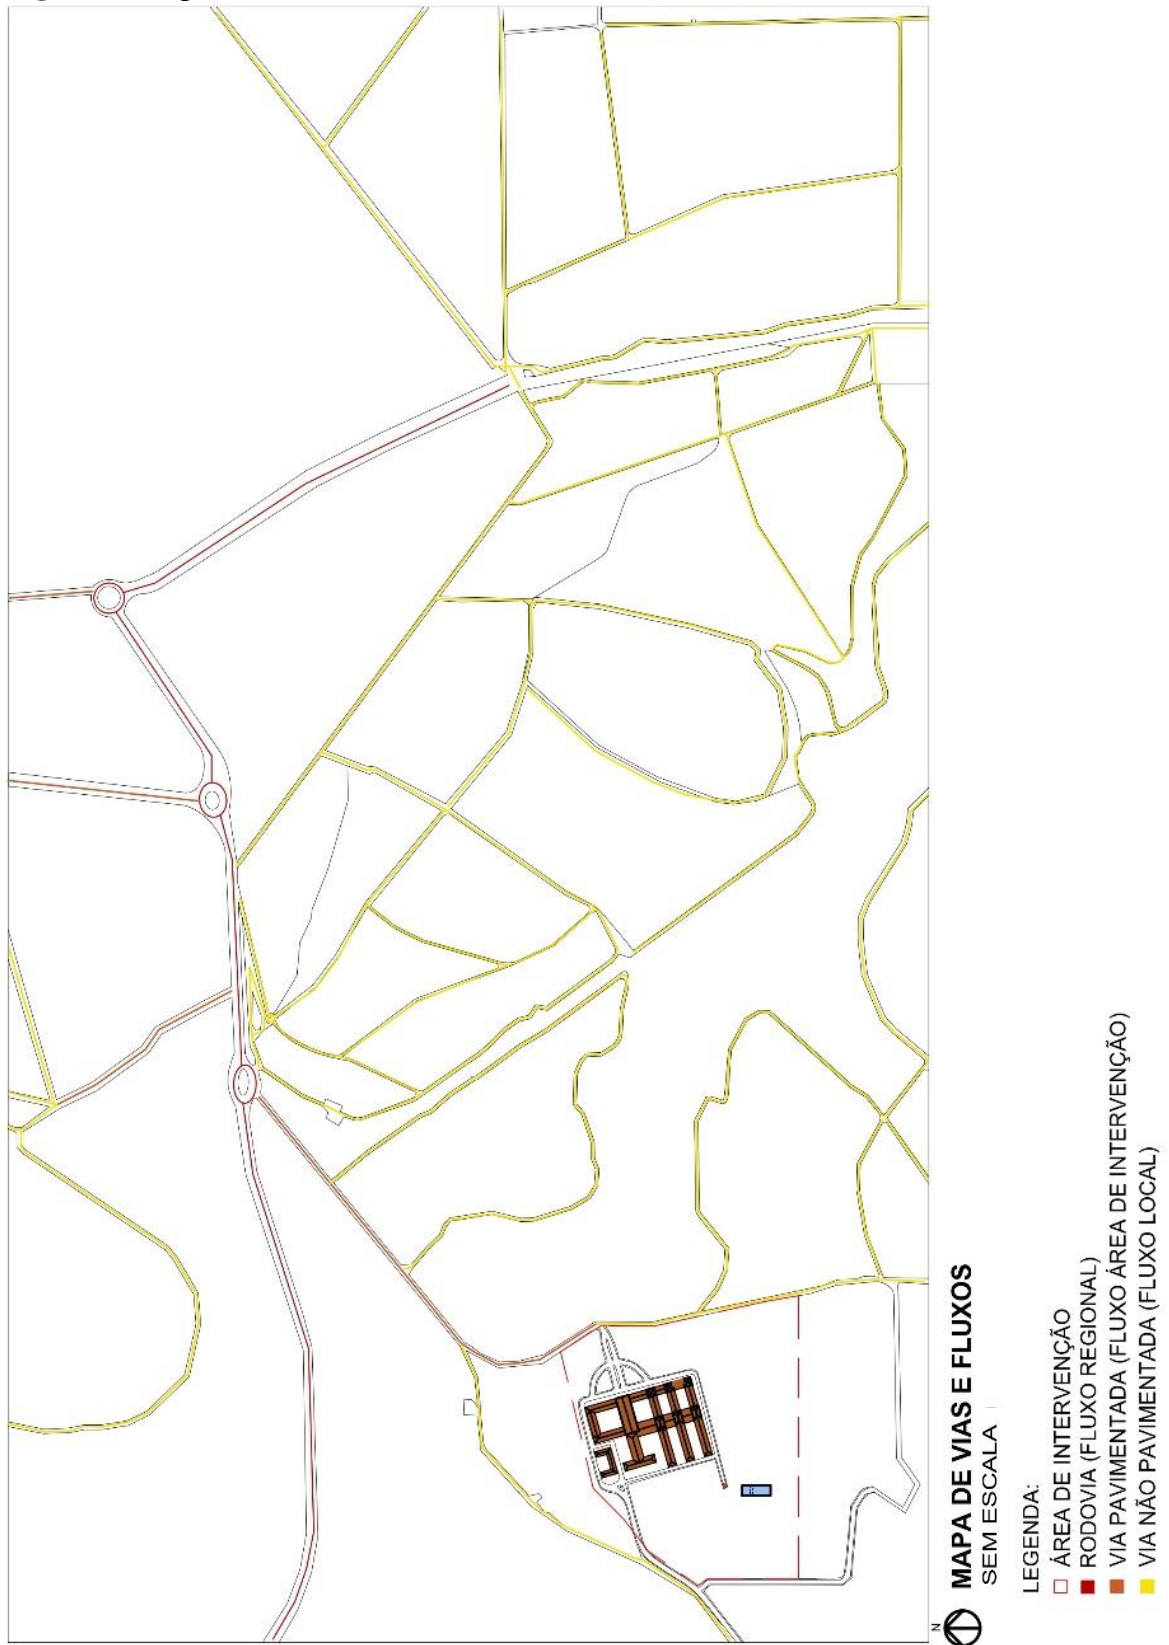 N
MAPA DE VIAS E FLUXOS
SEM ESCALA
LEGENDA:
ÁREA DE INTERVENÇÃO
RODOVIA (FLUXO REGIONAL)
VIA PAVIMENTADA (FLUXO ÁREA DE INTERVENÇÃO)
VIA NÃO PAVIMENTADA (FLUXO LOCAL)